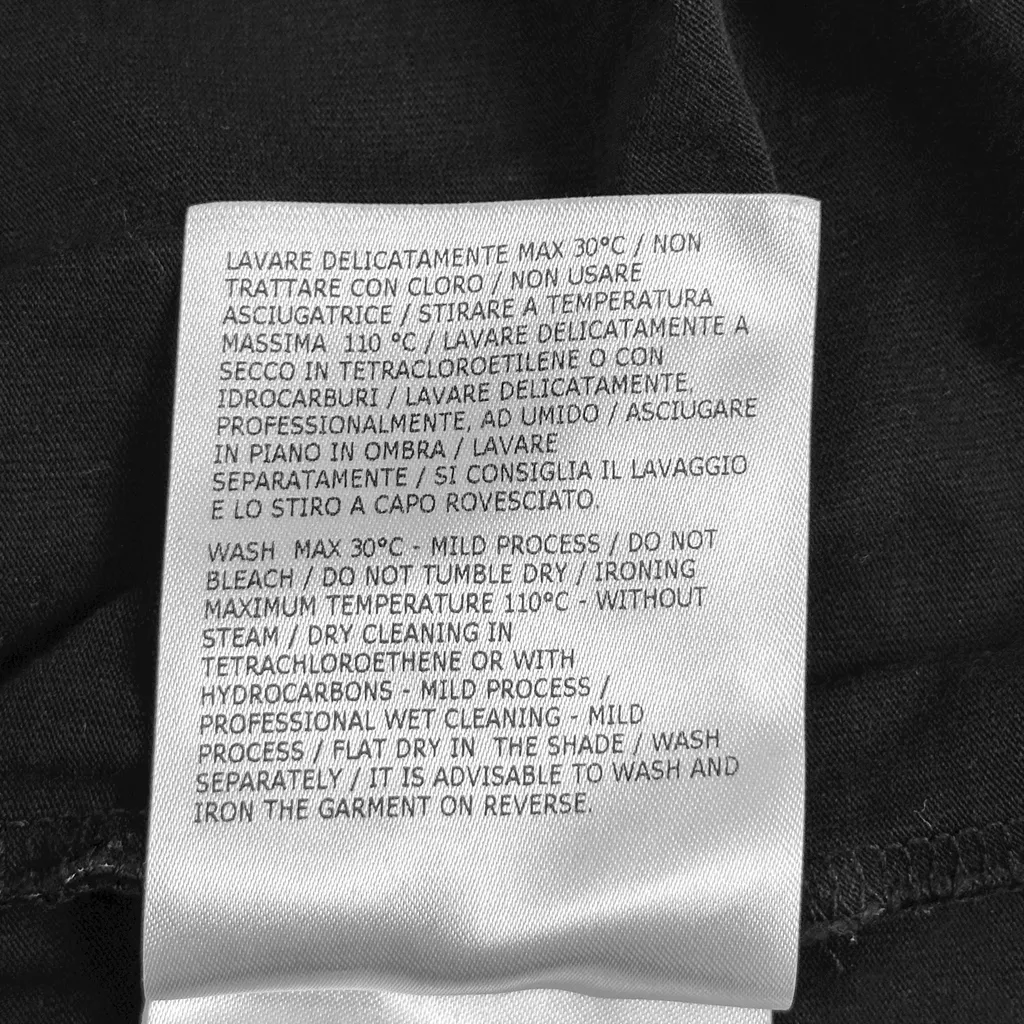 LAVARE DELICATAMENTE MAX 30°C / NON
TRATTARE CON CLORO / NON USARE
ASCIUGATRICE / STIRARE A TEMPERATURA
MASSIMA 110 °C / LAVARE DELICATAMENTE A
SECCO IN TETRACLOROETILENE O CON
IDROCARBURI / LAVARE DELICATAMENTE,
PROFESSIONALMENTE, AD UMIDO / ASCIUGARE
IN PIANO IN OMBRA / LAVARE
SEPARATAMENTE / SI CONSIGLIA IL LAVAGGIO
E LO STIRO A CAPO ROVESCIATO.
WASH MAX 30°C - MILD PROCESS / DO NOT
BLEACH / DO NOT TUMBLE DRY / IRONING
MAXIMUM TEMPERATURE 110°C - WITHOUT
STEAM / DRY CLEANING IN
TETRACHLOROETHENE OR WITH
HYDROCARBONS - MILD PROCESS /
PROFESSIONAL WET CLEANING - MILD
PROCESS / FLAT DRY IN THE SHADE / WASH
SEPARATELY / IT IS ADVISABLE TO WASH AND
IRON THE GARMENT ON REVERSE.